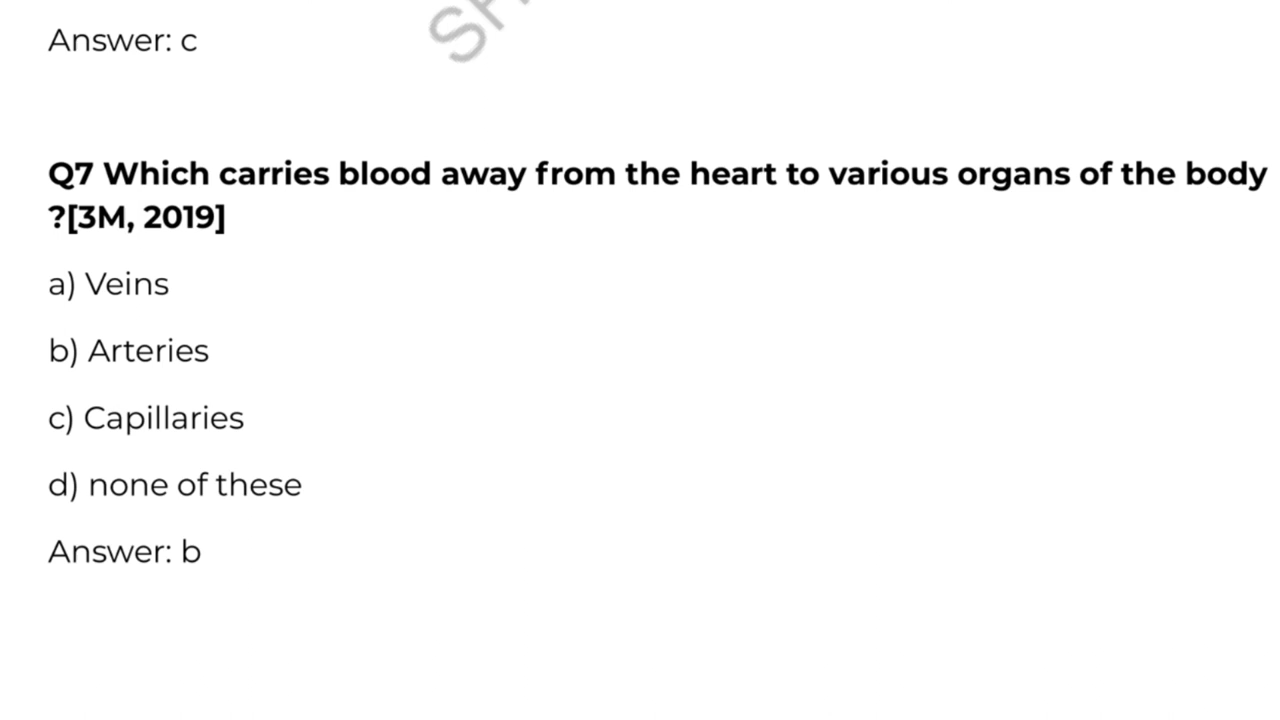 Answer: c
Q7 Which carries blood away from the heart to various organs of the body
?[3M, 2019]
a) Veins
b) Arteries
c) Capillaries
d) none of these
Answer: b